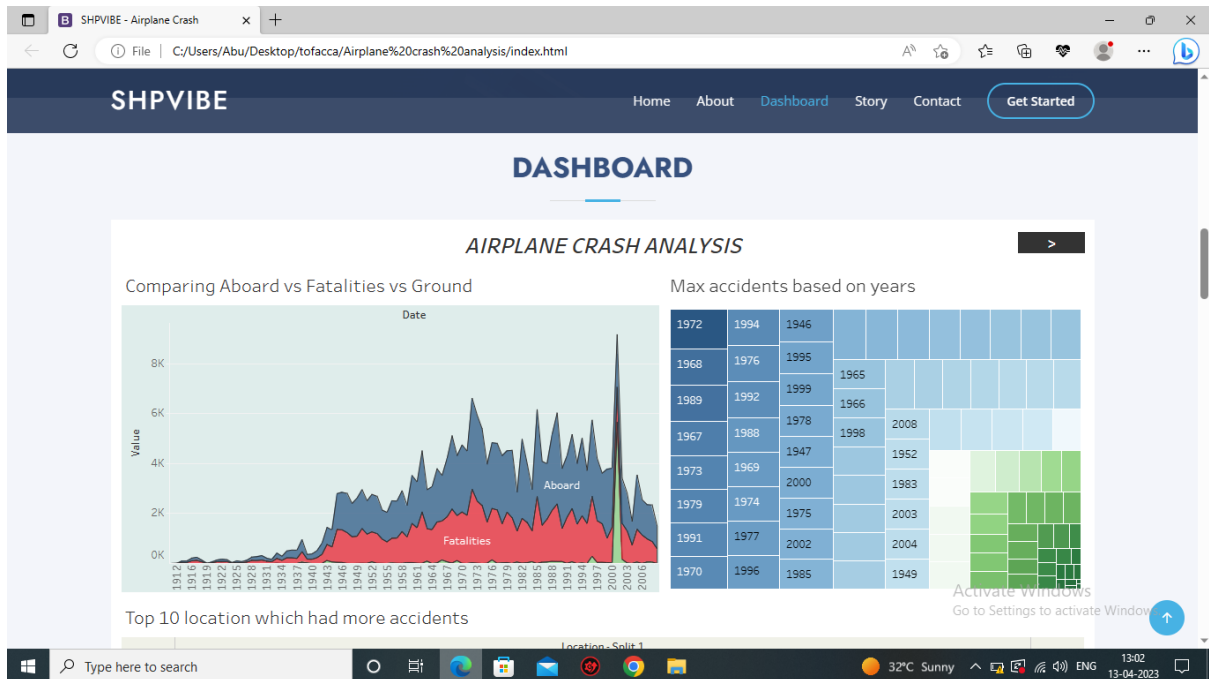 SHPVIBE - Airplane Crash
File | C:/Users/Abu/Desktop/tofacca/Airplane%20crash%20analysis/index.html
SHPVIBE
Home About Dashboard Story Contact Get Started
DASHBOARD
AIRPLANE CRASH ANALYSIS
>
Comparing Aboard vs Fatalities vs Ground
Date
8K
6K
4K
2K
0K
Value
Aboard
Fatalities
1912 1916 1919 1922 1925 1928 1931 1934 1937 1940 1943 1946 1949 1952 1955 1958 1961 1964 1967 1970 1973 1976 1979 1982 1985 1988 1991 1994 1997 2000 2003 2006
Max accidents based on years
1972 1994 1946
1968 1976 1995 1965
1989 1992 1999 1966
1967 1988 1978 1998 2008
1973 1969 1947 1952
1979 1974 2000 1983
1991 1977 1975 2003
1970 1996 2002 2004
1985 1949
Activate Windows
Go to Settings to activate Windows
Top 10 location which had more accidents
Location - Split 1
Type here to search
32°C Sunny
ENG
13:02
13-04-2023